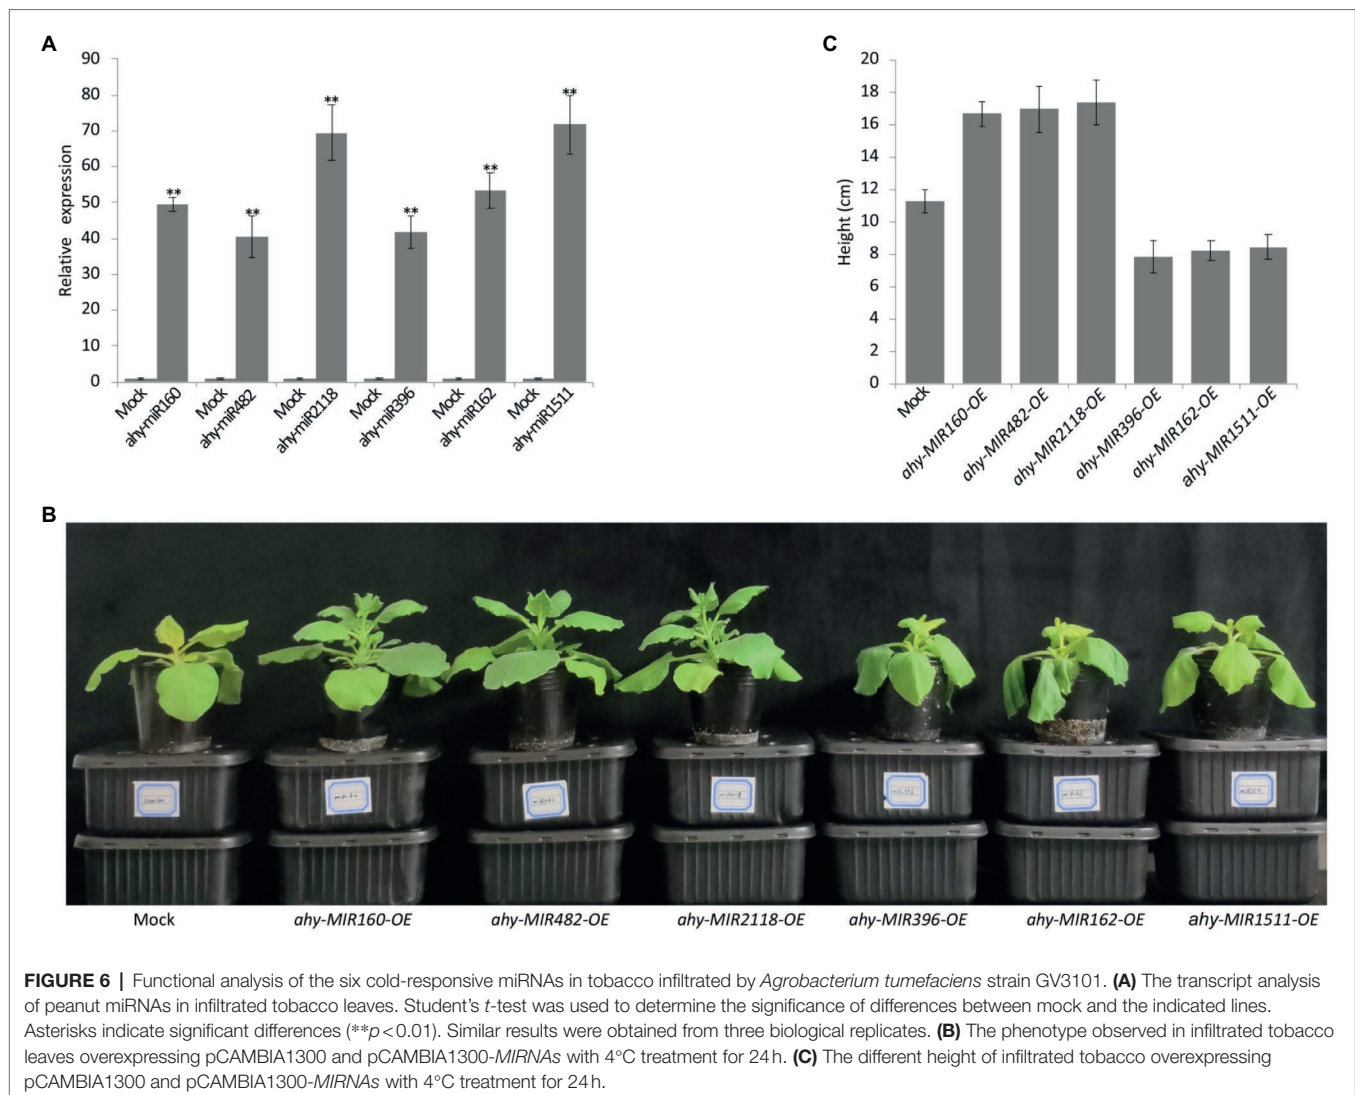 A
90
80
70
60
50
40
30
20
10
0
Relative expression
**
**
**
**
**
**
Mock
ahy-miR160
Mock
ahy-miR482
Mock
ahy-miR2118
Mock
ahy-miR396
Mock
ahy-miR162
Mock
ahy-miR1511
C
20
18
16
14
12
10
8
6
4
2
0
Height (cm)
Mock
ahy-MIR160-OE
ahy-MIR482-OE
ahy-MIR2118-OE
ahy-MIR396-OE
ahy-MIR162-OE
ahy-MIR1511-OE
B
Mock
ahy-MIR160-OE
ahy-MIR482-OE
ahy-MIR2118-OE
ahy-MIR396-OE
ahy-MIR162-OE
ahy-MIR1511-OE
FIGURE 6 | Functional analysis of the six cold-responsive miRNAs in tobacco infiltrated by Agrobacterium tumefaciens strain GV3101. (A) The transcript analysis
of peanut miRNAs in infiltrated tobacco leaves. Student's t-test was used to determine the significance of differences between mock and the indicated lines.
Asterisks indicate significant differences (**p<0.01). Similar results were obtained from three biological replicates. (B) The phenotype observed in infiltrated tobacco
leaves overexpressing pCAMBIA1300 and pCAMBIA1300-MIRNAs with 4°C treatment for 24h. (C) The different height of infiltrated tobacco overexpressing
pCAMBIA1300 and pCAMBIA1300-MIRNAs with 4°C treatment for 24h.